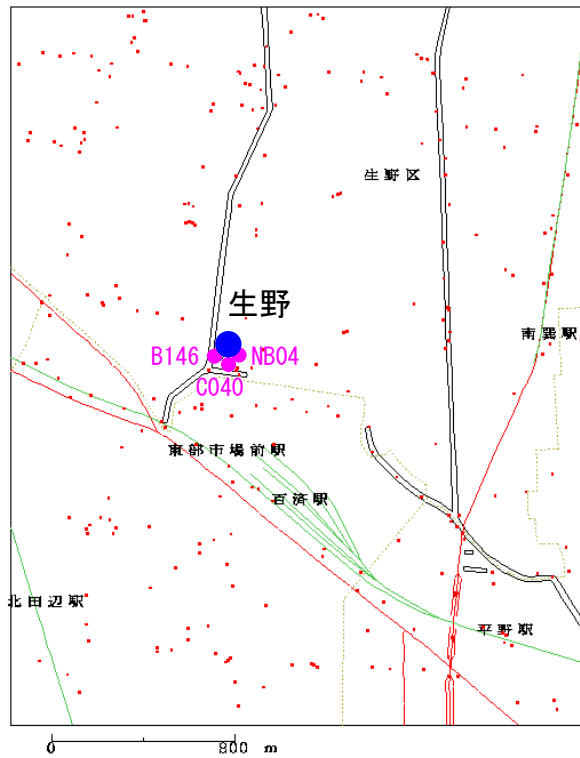 生野区
生野
南巽駅
B146
NB04
C040
東部市場前駅
百済駅
北田辺駅
平野駅
0 800 m